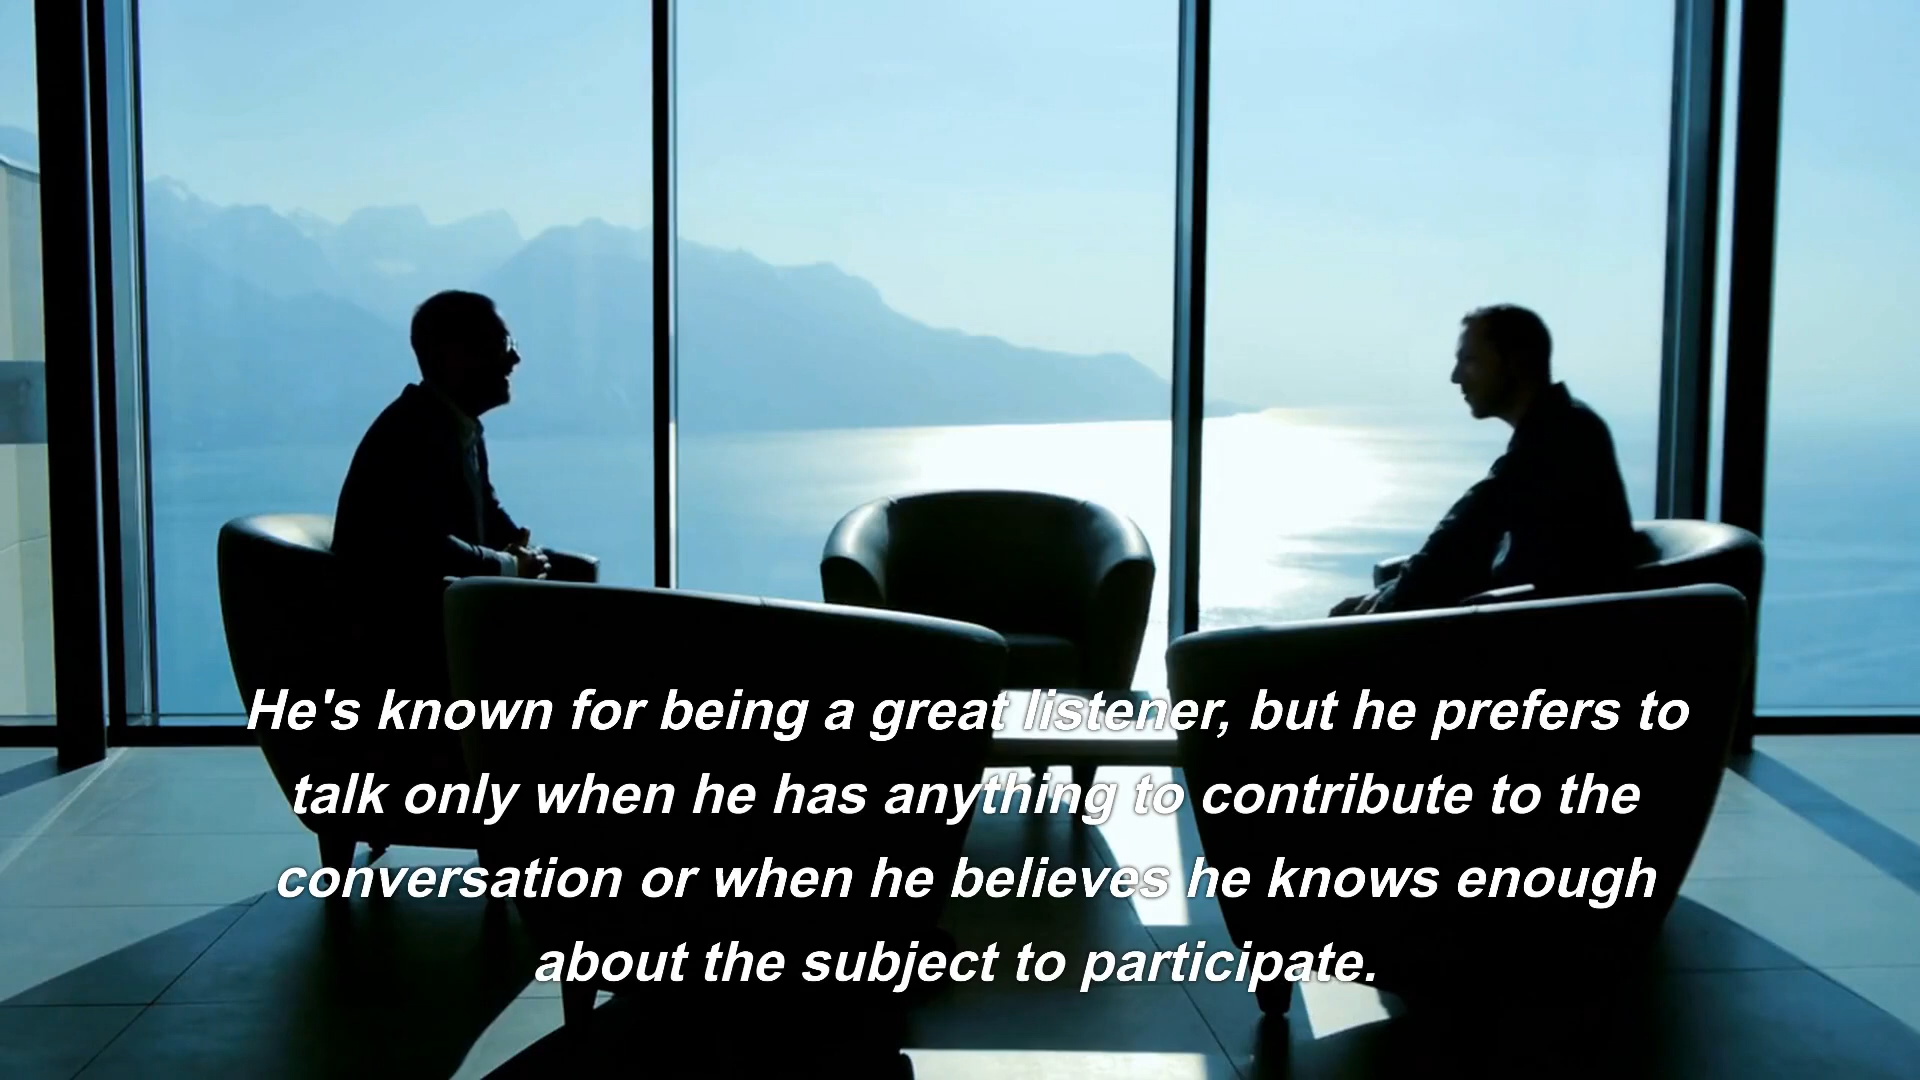 He's known for being a great listener, but he prefers to
talk only when he has anything to contribute to the
conversation or when he believes he knows enough
about the subject to participate.